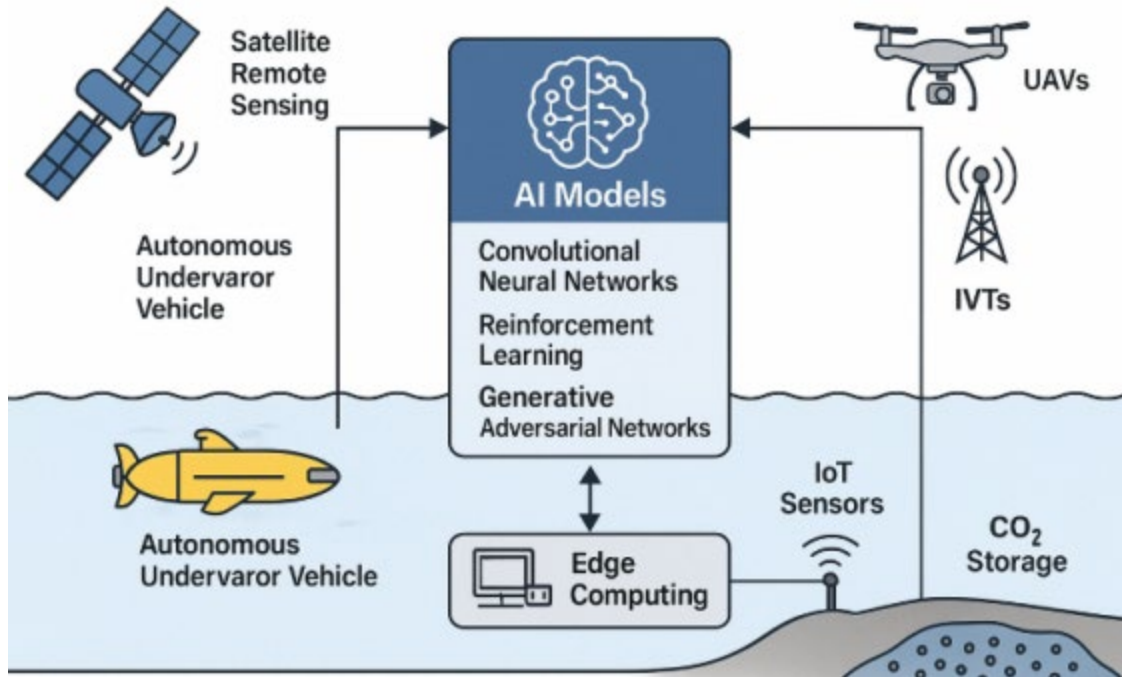 Satellite
Remote
Sensing
Autonomous
Undervaror
Vehicle
AI Models
Convolutional
Neural Networks
Reinforcement
Learning
Generative
Adversarial Networks
UAVs
IVTs
Autonomous
Undervaror Vehicle
Edge
Computing
IoT
Sensors
CO₂
Storage